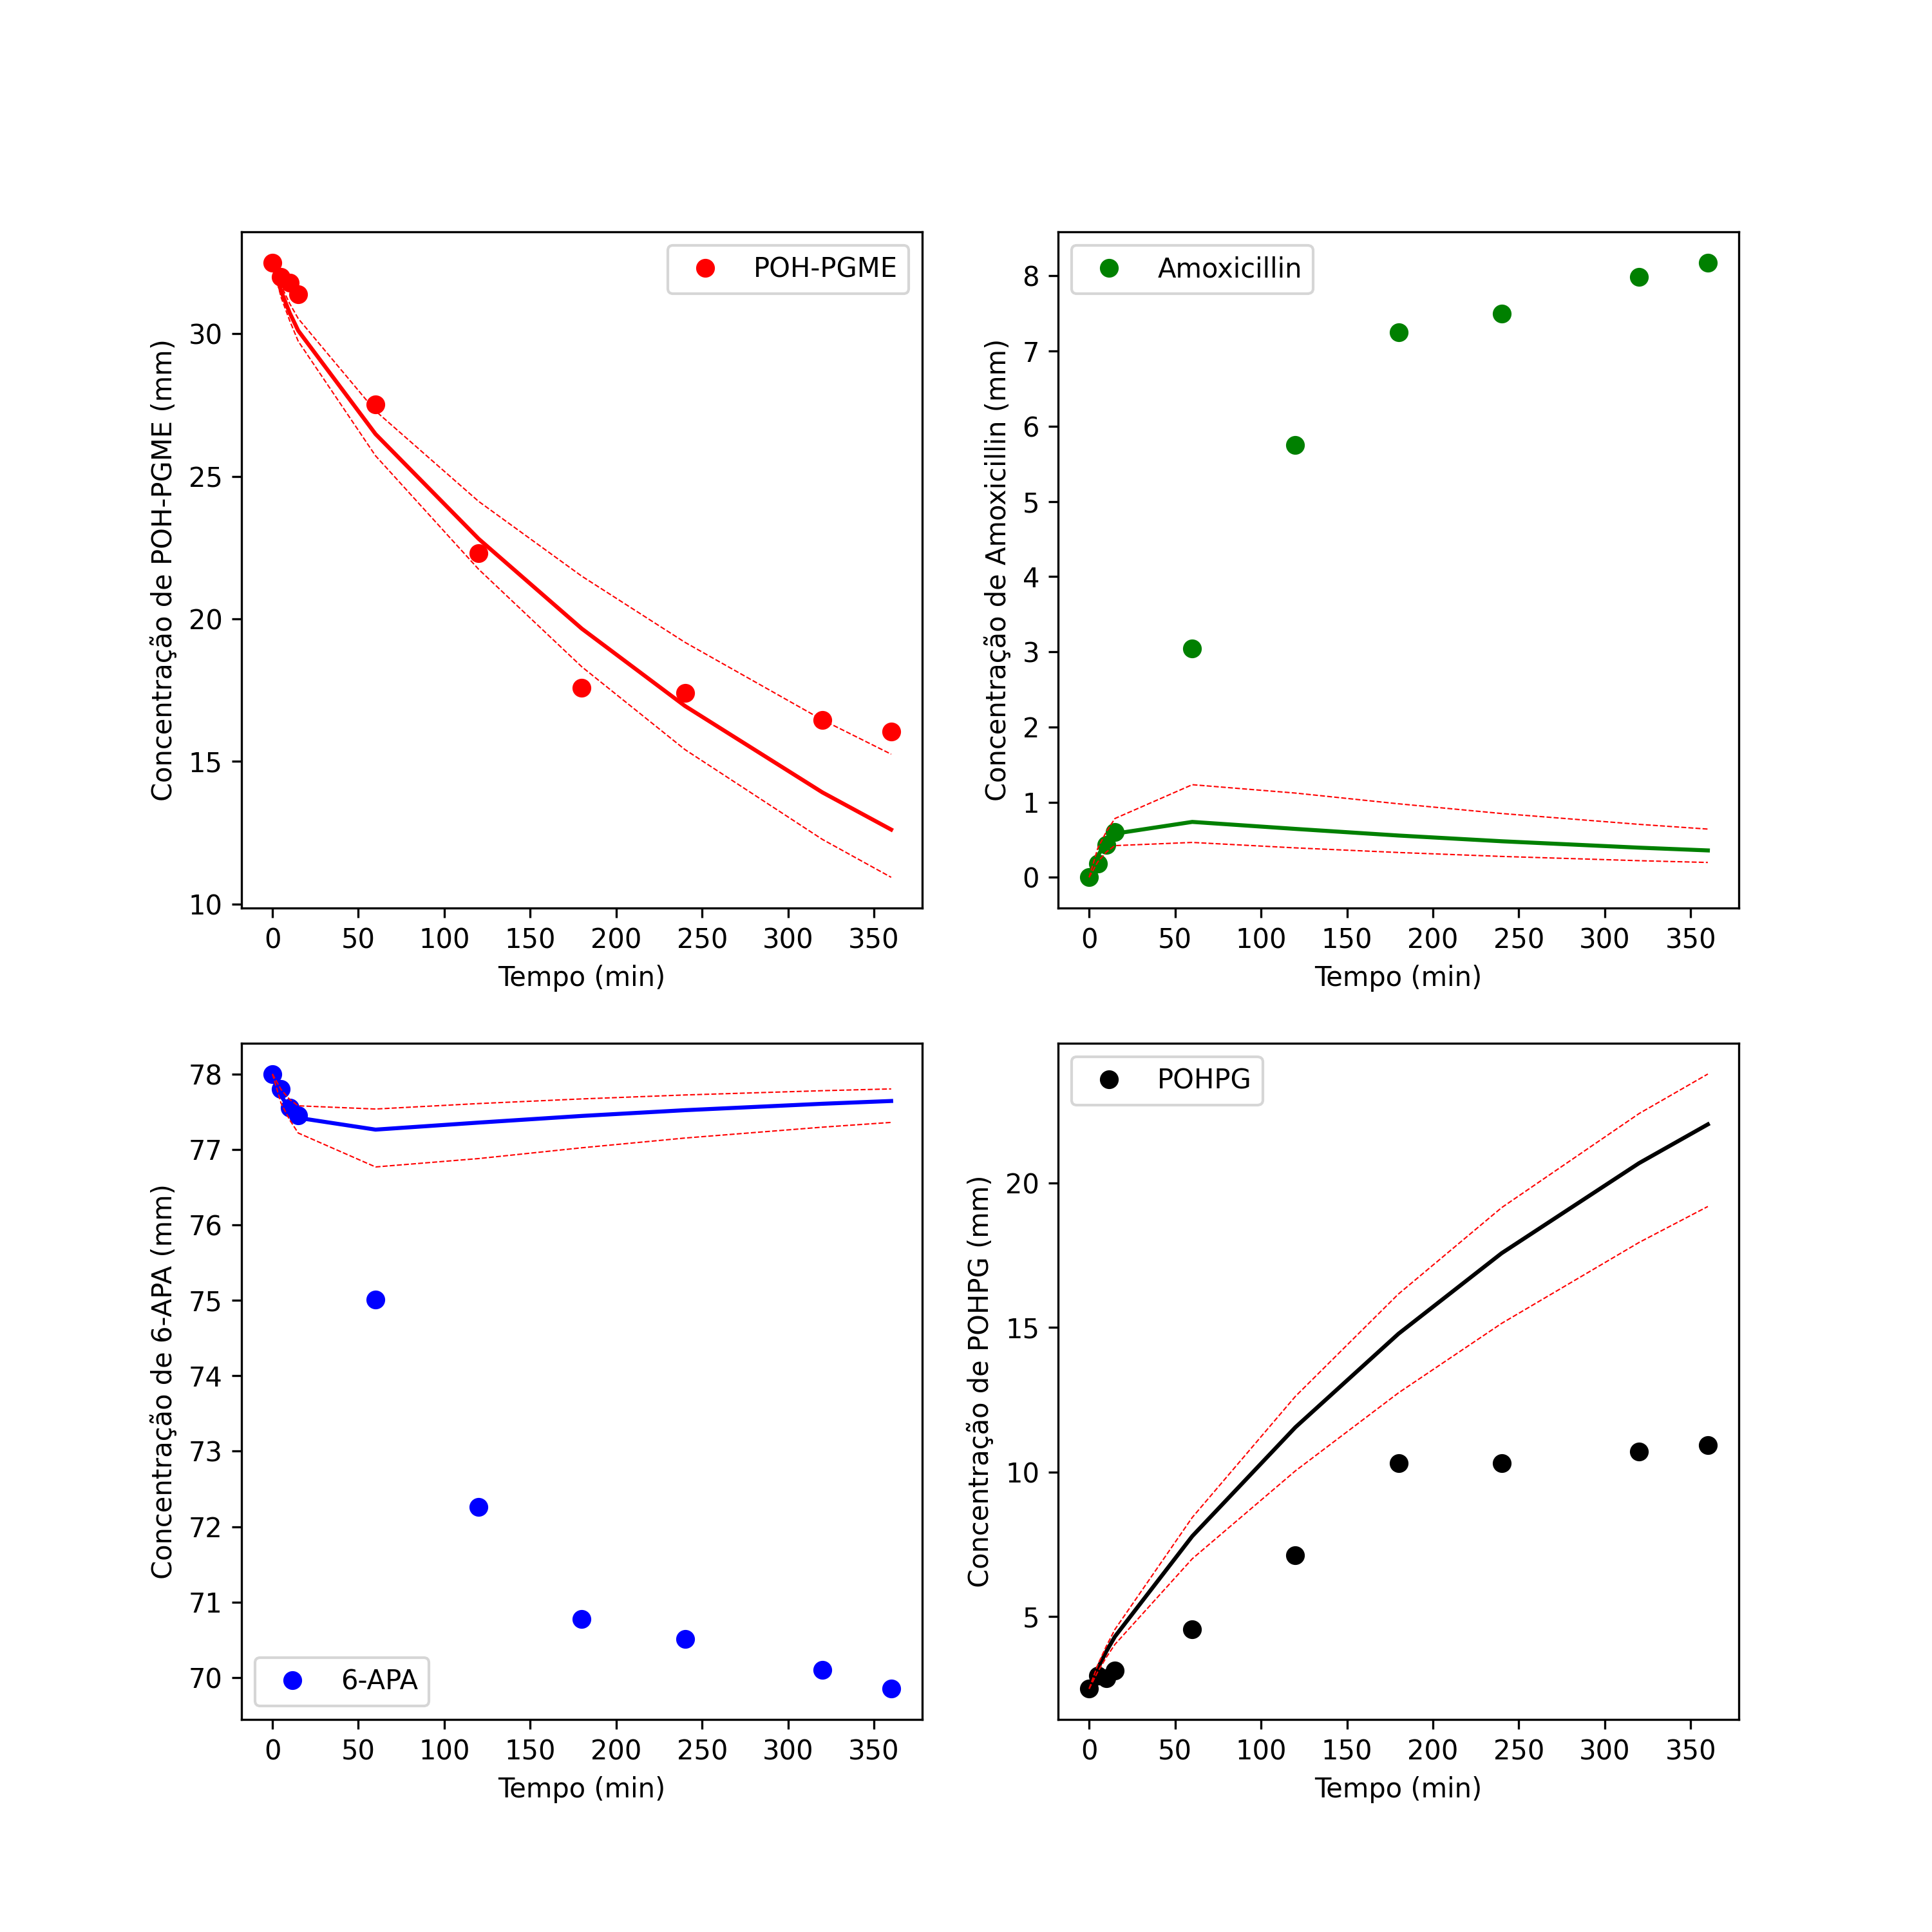 POH-PGME
Concentração de POH-PGME (mm)
30
25
20
15
10
0 50 100 150 200 250 300 350
Tempo (min)
Amoxicillin
Concentração de Amoxicillin (mm)
8
7
6
5
4
3
2
1
0
0 50 100 150 200 250 300 350
Tempo (min)
6-APA
Concentração de 6-APA (mm)
78
77
76
75
74
73
72
71
70
0 50 100 150 200 250 300 350
Tempo (min)
POHPG
Concentração de POHPG (mm)
20
15
10
5
0 50 100 150 200 250 300 350
Tempo (min)